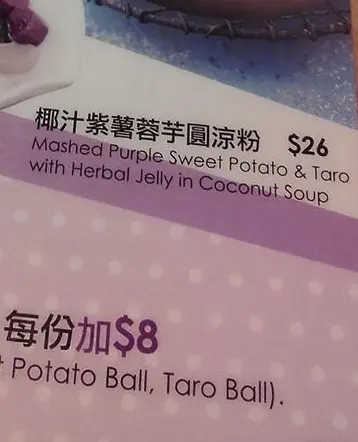 椰汁紫薯蓉芋圓涼粉 $26
Mashed Purple Sweet Potato & Taro
with Herbal Jelly in Coconut Soup
每份加$8
Potato Ball, Taro Ball).